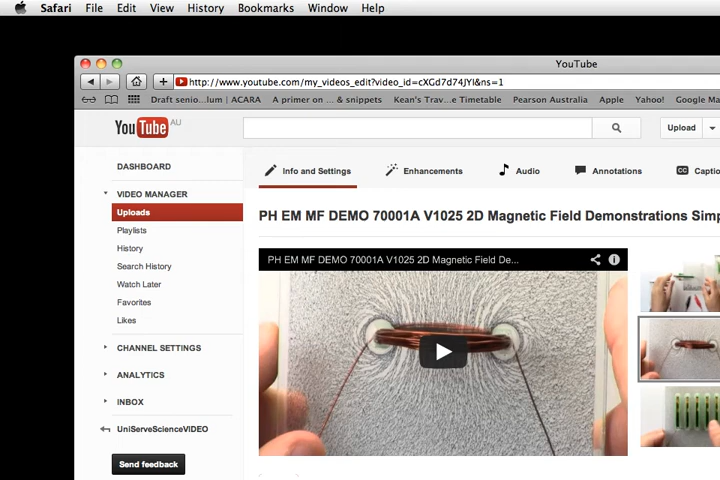 Safari File Edit View History Bookmarks Window Help
YouTube
http://www.youtube.com/my_videos_edit?video_id=cXGd7d74JYI&ns=1
Draft senio...lum | ACARA A primer on ... & snippets Kean's Trav...e Timetable Pearson Australia Apple Yahoo! Google Ma
YouTube AU
Upload
DASHBOARD
VIDEO MANAGER
Uploads
Playlists
History
Search History
Watch Later
Favorites
Likes
CHANNEL SETTINGS
ANALYTICS
INBOX
UniServeScienceVIDEO
Send feedback
Info and Settings Enhancements Audio Annotations CC Captio
PH EM MF DEMO 70001A V1025 2D Magnetic Field Demonstrations Simp
PH EM MF DEMO 70001A V1025 2D Magnetic Field De...